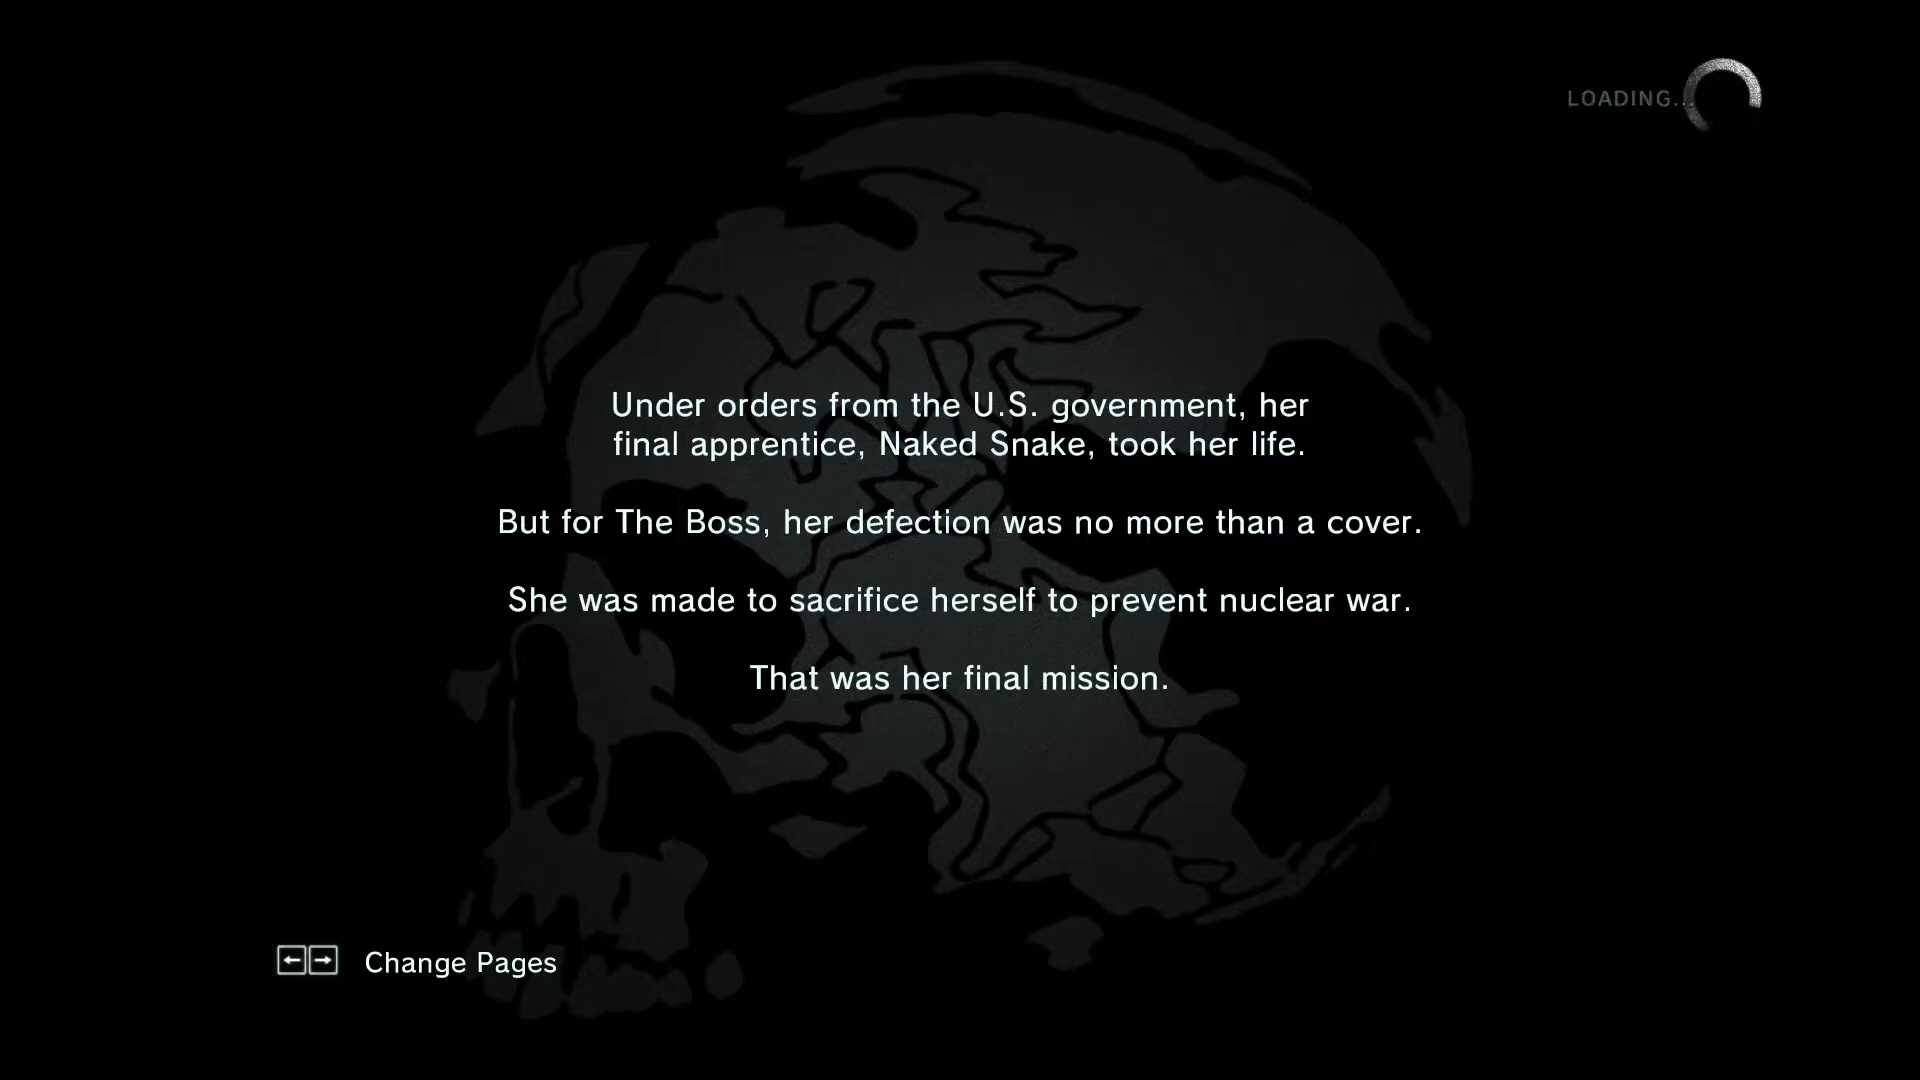 LOADING...
Under orders from the U.S. government, her
final apprentice, Naked Snake, took her life.
But for The Boss, her defection was no more than a cover.
She was made to sacrifice herself to prevent nuclear war.
That was her final mission.
Change Pages